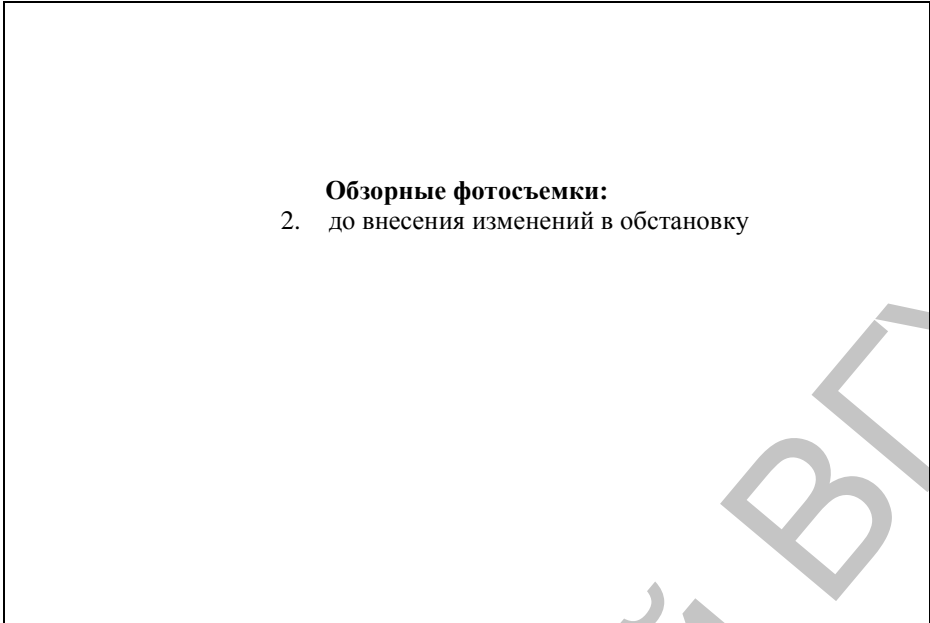 Обзорные фотосъемки:
2. до внесения изменений в обстановку